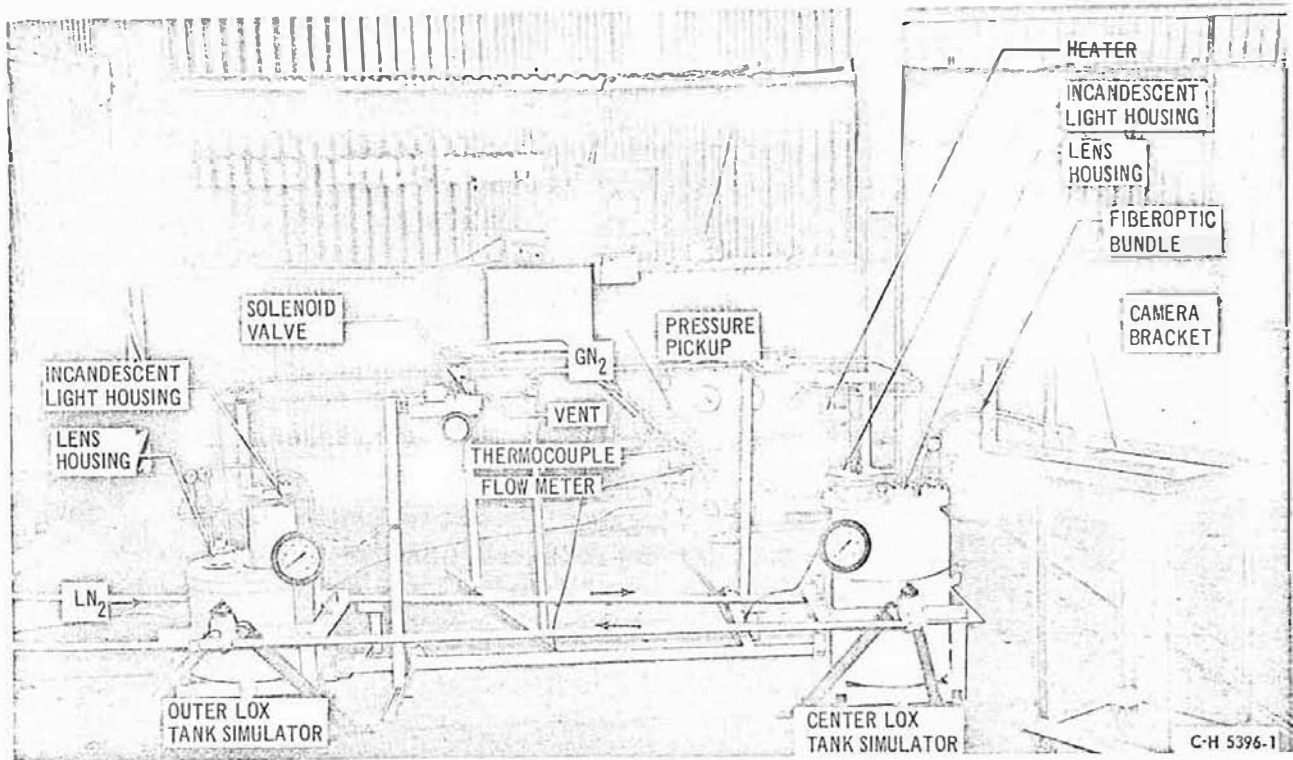 HEATER
INCANDESCENT
LIGHT HOUSING
LENS
HOUSING
FIBEROPTIC
BUNDLE
CAMERA
BRACKET
SOLENOID
VALVE
PRESSURE
PICKUP
GN₂
INCANDESCENT
LIGHT HOUSING
VENT
LENS
HOUSING
THERMOCOUPLE
FLOW METER
LN₂
OUTER LOX
TANK SIMULATOR
CENTER LOX
TANK SIMULATOR
C-H 5396-1